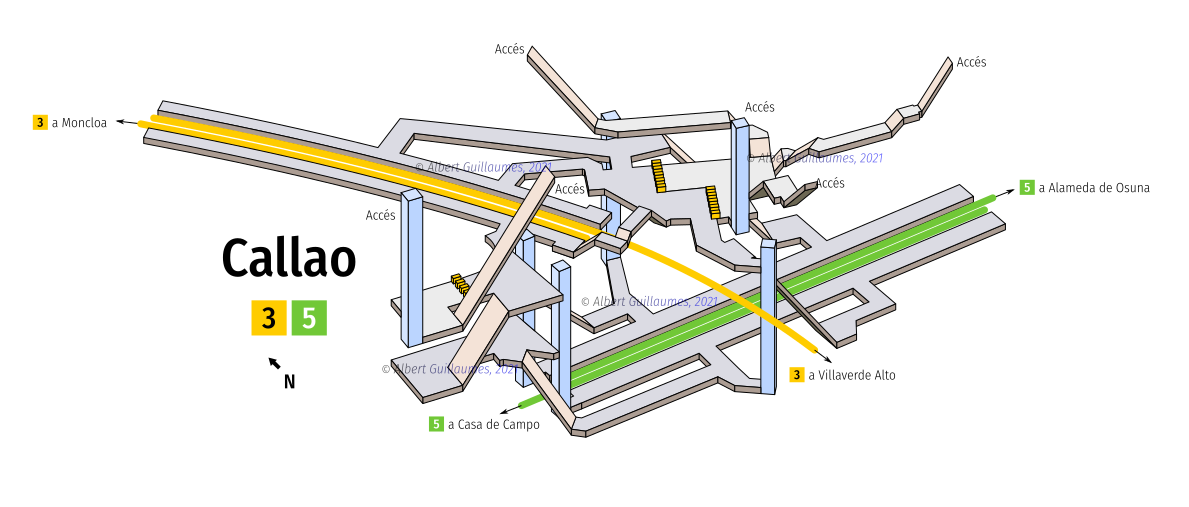 Accés
Accés
Accés
3 a Moncloa
© Albert Guillaumes, 2021
© Albert Guillaumes, 2021
Accés
Accés
5 a Alameda de Osuna
Accés
Callao
3 5
© Albert Guillaumes, 2021
N
© Albert Guillaumes, 2021
3 a Villaverde Alto
5 a Casa de Campo